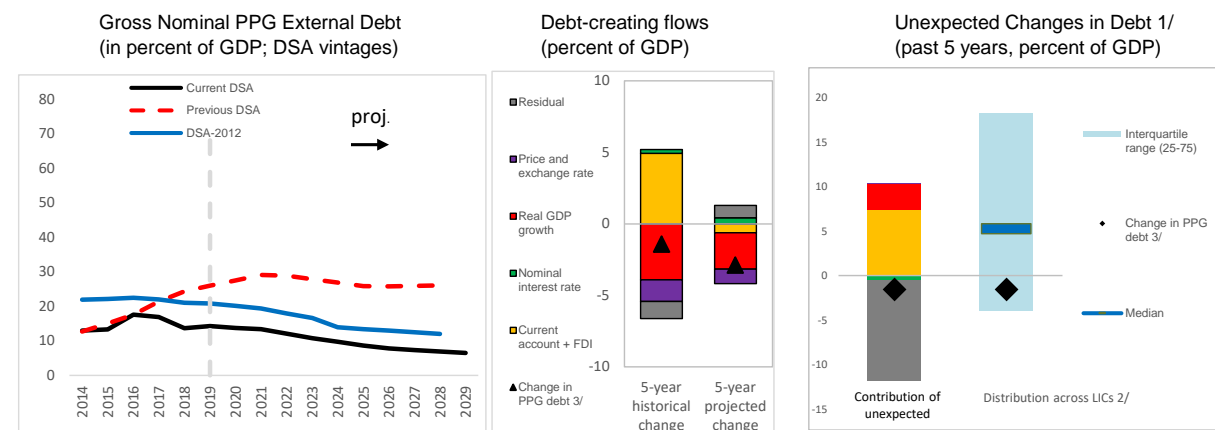 Gross Nominal PPG External Debt
(in percent of GDP; DSA vintages)
80
70
60
50
40
30
20
10
0
Current DSA
Previous DSA
DSA-2012
proj.
2014
2015
2016
2017
2018
2019
2020
2021
2022
2023
2024
2025
2026
2027
2028
2029
Debt-creating flows
(percent of GDP)
Residual
Price and
exchange rate
Real GDP
growth
Nominal
interest rate
Current
account + FDI
Change in
PPG debt 3/
10
5
0
-5
-10
5-year
historical
change
5-year
projected
change
Unexpected Changes in Debt 1/
(past 5 years, percent of GDP)
20
15
10
5
0
-5
-10
-15
Contribution of
unexpected
Distribution across LICs 2/
Interquartile
range (25-75)
Change in PPG
debt 3/
Median